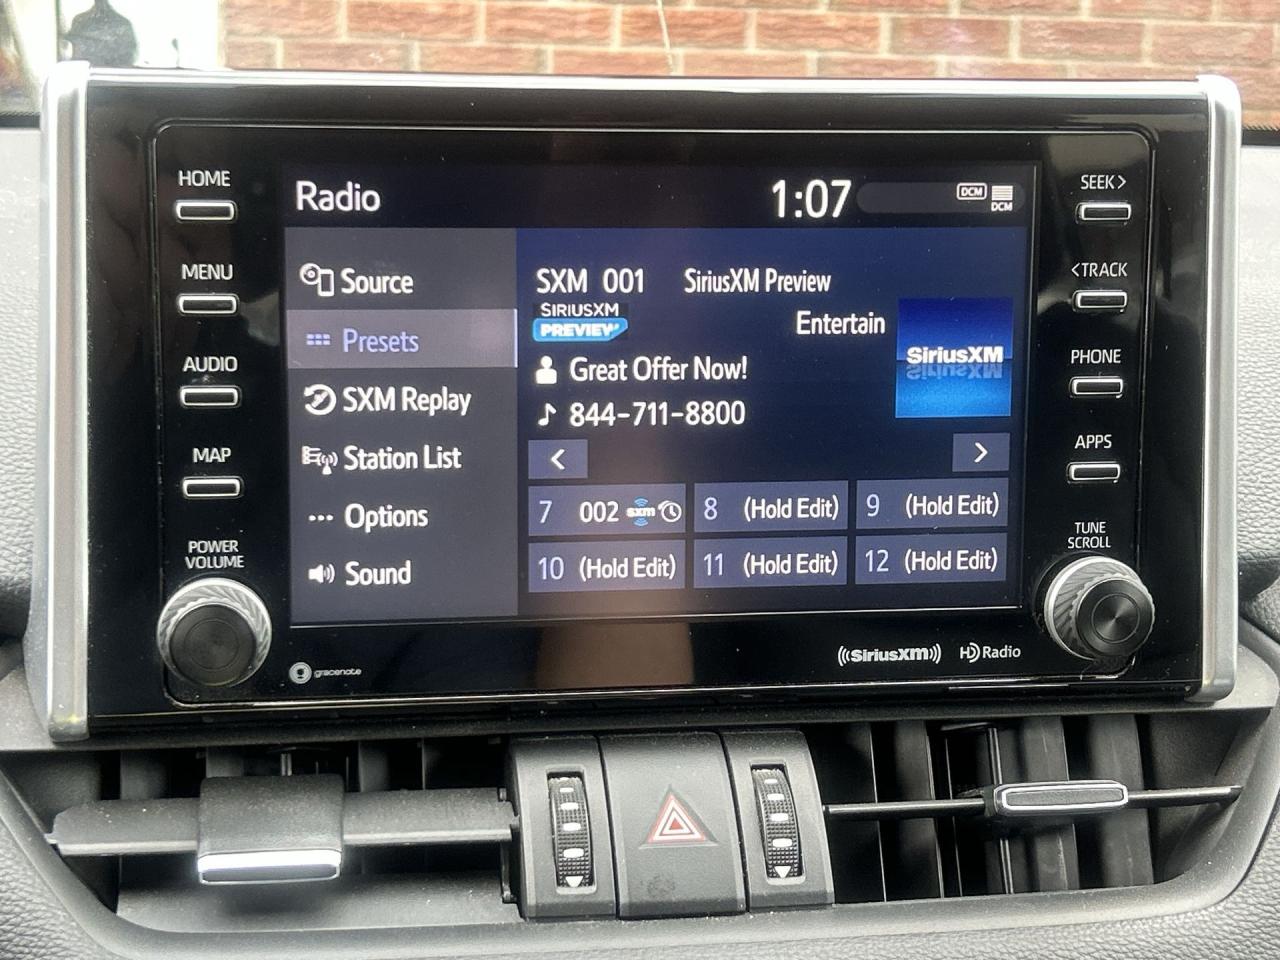 HOME
MENU
AUDIO
MAP
POWER
VOLUME
Radio
1:07
DCM
DCM
Source
Presets
SXM Replay
Station List
Options
Sound
SXM 001 SiriusXM Preview
SIRIUSXM
PREVIEW
Entertain
SiriusXM
Great Offer Now!
844-711-8800
<
>
7 002 sxm
8 (Hold Edit)
9 (Hold Edit)
10 (Hold Edit)
11 (Hold Edit)
12 (Hold Edit)
SEEK>
<TRACK
PHONE
APPS
TUNE
SCROLL
gracenote
((SiriusXM))
HD Radio